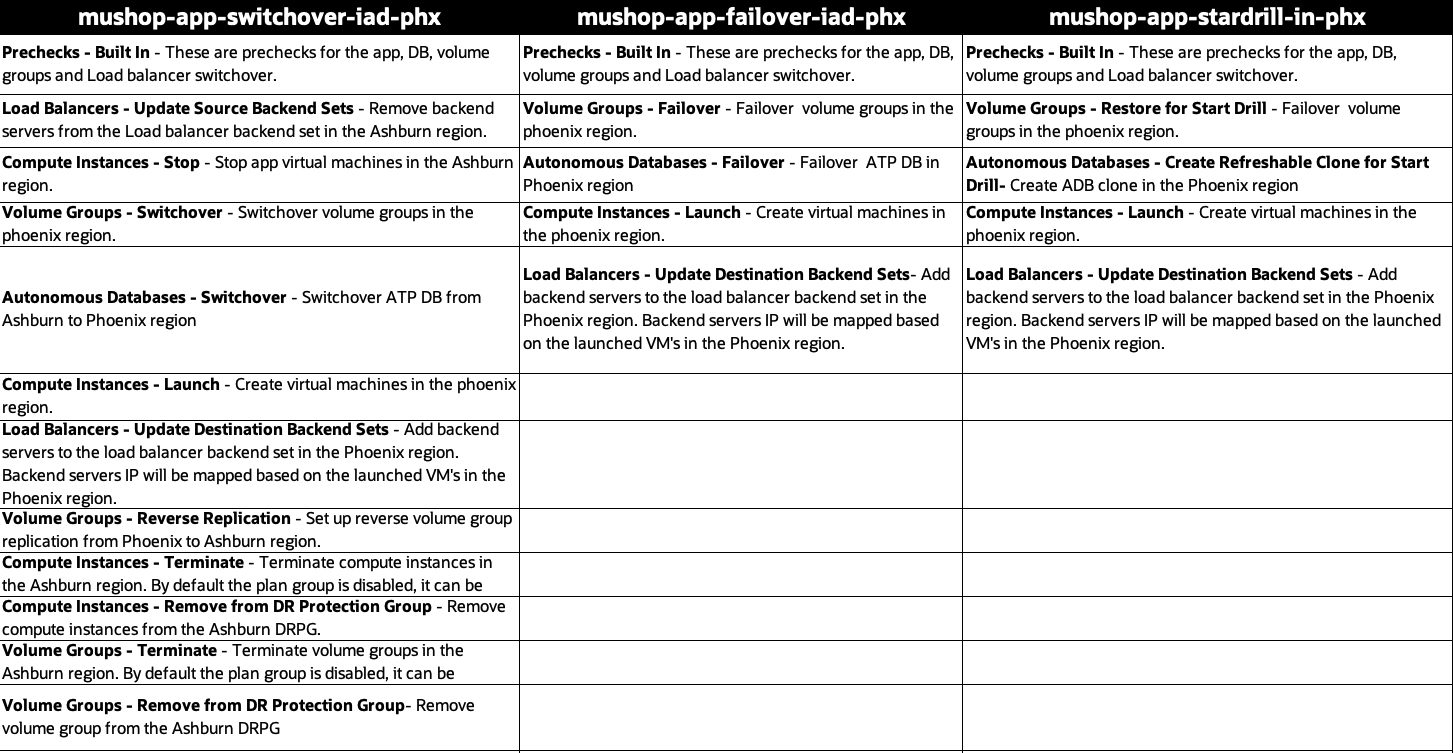 mushop-app-switchover-iad-phx
mushop-app-failover-iad-phx
mushop-app-stardrill-in-phx
Prechecks - Built In - These are prechecks for the app, DB, volume
groups and Load balancer switchover.
Prechecks - Built In - These are prechecks for the app, DB,
volume groups and Load balancer switchover.
Prechecks - Built In - These are prechecks for the app, DB,
volume groups and Load balancer switchover.
Load Balancers - Update Source Backend Sets - Remove backend
servers from the Load balancer backend set in the Ashburn region.
Volume Groups - Failover - Failover  volume groups in the
phoenix region.
Volume Groups - Restore for Start Drill - Failover  volume
groups in the phoenix region.
Compute Instances - Stop - Stop app virtual machines in the Ashburn
region.
Autonomous Databases - Failover - Failover  ATP DB in
Phoenix region
Autonomous Databases - Create Refreshable Clone for Start
Drill- Create ADB clone in the Phoenix region
Volume Groups - Switchover - Switchover volume groups in the
phoenix region.
Compute Instances - Launch - Create virtual machines in
the phoenix region.
Compute Instances - Launch - Create virtual machines in the
phoenix region.
Autonomous Databases - Switchover - Switchover ATP DB from
Ashburn to Phoenix region
Load Balancers - Update Destination Backend Sets- Add
backend servers to the load balancer backend set in the
Phoenix region. Backend servers IP will be mapped based
on the launched VM's in the Phoenix region.
Load Balancers - Update Destination Backend Sets - Add
backend servers to the load balancer backend set in the Phoenix
region. Backend servers IP will be mapped based on the launched
VM's in the Phoenix region.
Compute Instances - Launch - Create virtual machines in the phoenix
region.
Load Balancers - Update Destination Backend Sets - Add backend
servers to the load balancer backend set in the Phoenix region.
Backend servers IP will be mapped based on the launched VM's in the
Phoenix region.
Volume Groups - Reverse Replication - Set up reverse volume group
replication from Phoenix to Ashburn region.
Compute Instances - Terminate - Terminate compute instances in
the Ashburn region. By default the plan group is disabled, it can be
Compute Instances - Remove from DR Protection Group - Remove
compute instances from the Ashburn DRPG.
Volume Groups - Terminate - Terminate volume groups in the
Ashburn region. By default the plan group is disabled, it can be
Volume Groups - Remove from DR Protection Group- Remove
volume group from the Ashburn DRPG